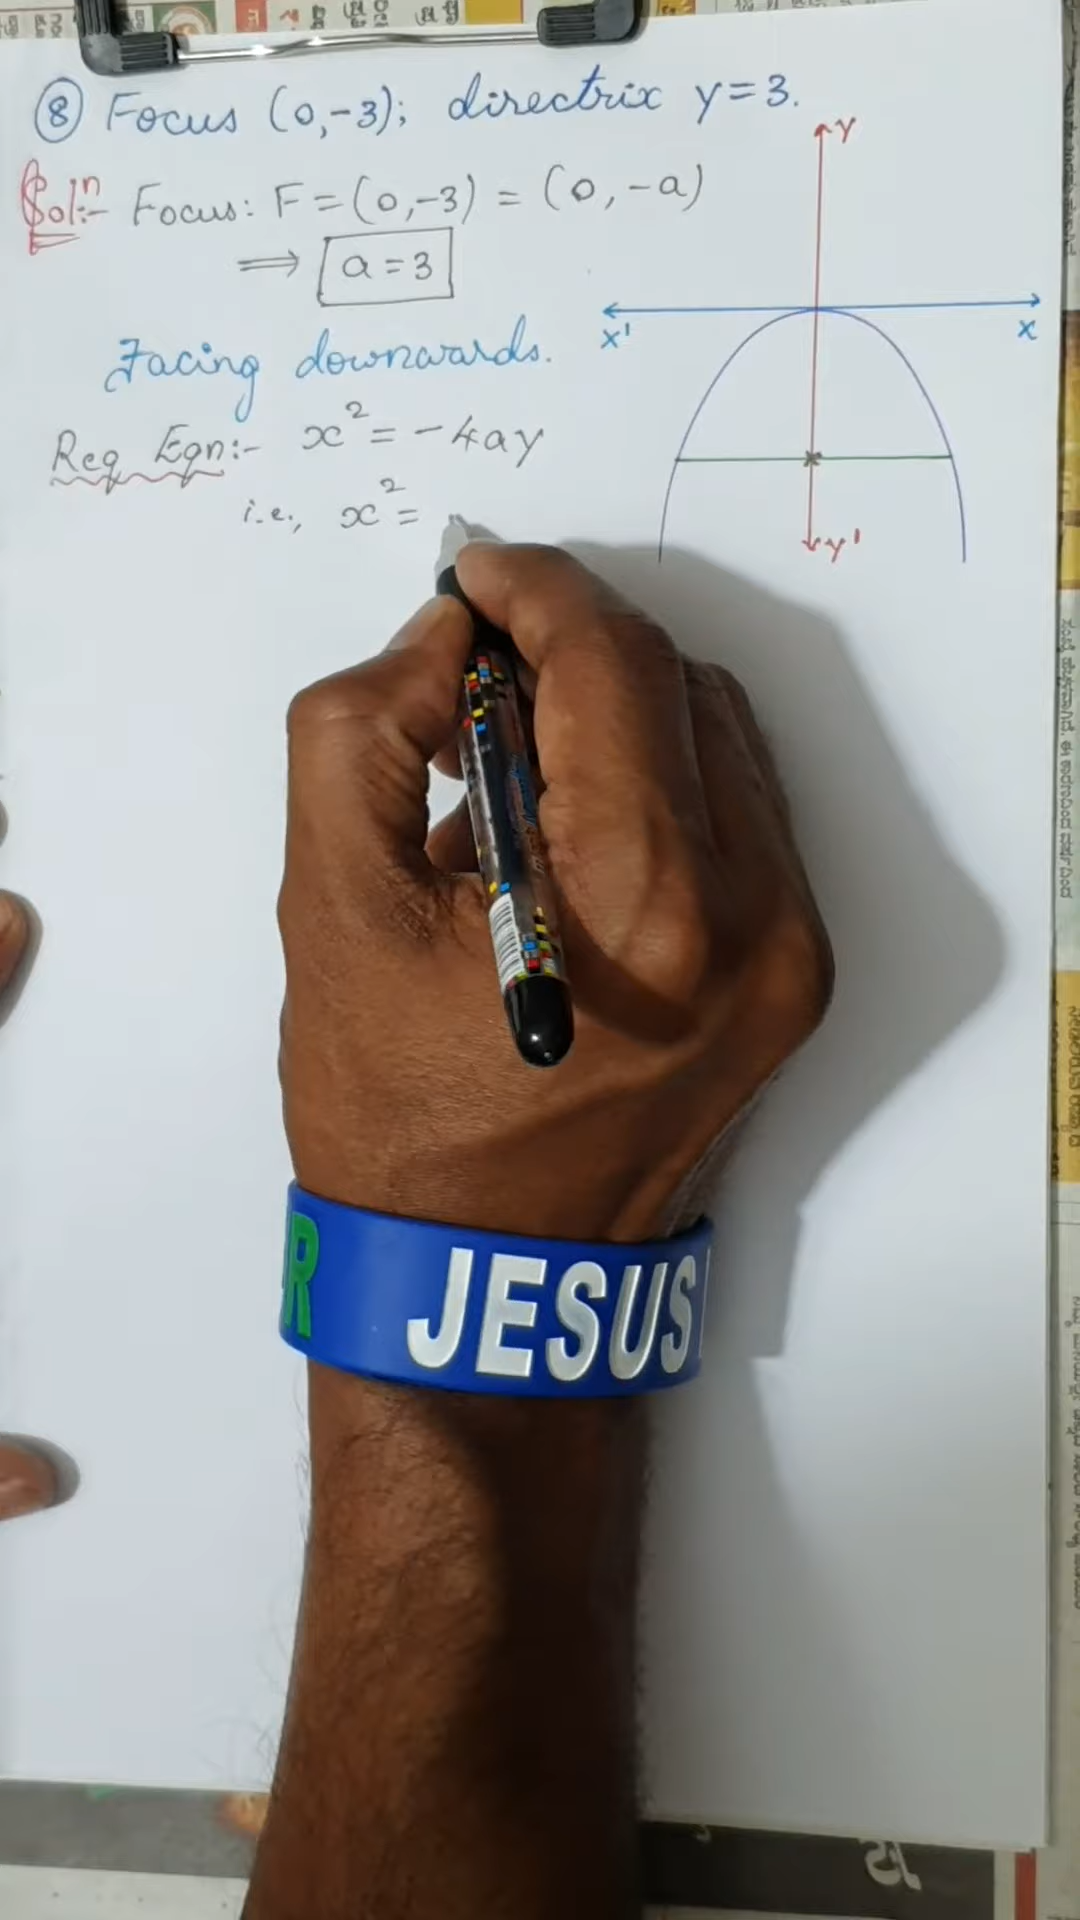 ⑧ Focus (0,-3); directrix y=3.
Solⁿ:- Focus: F=(0,-3) = (0,-a)
⟹ a=3
Facing downwards.
Req Eqn:- x² = -4ay
i.e., x² =
Y
X'
X
Y'
R JESUS